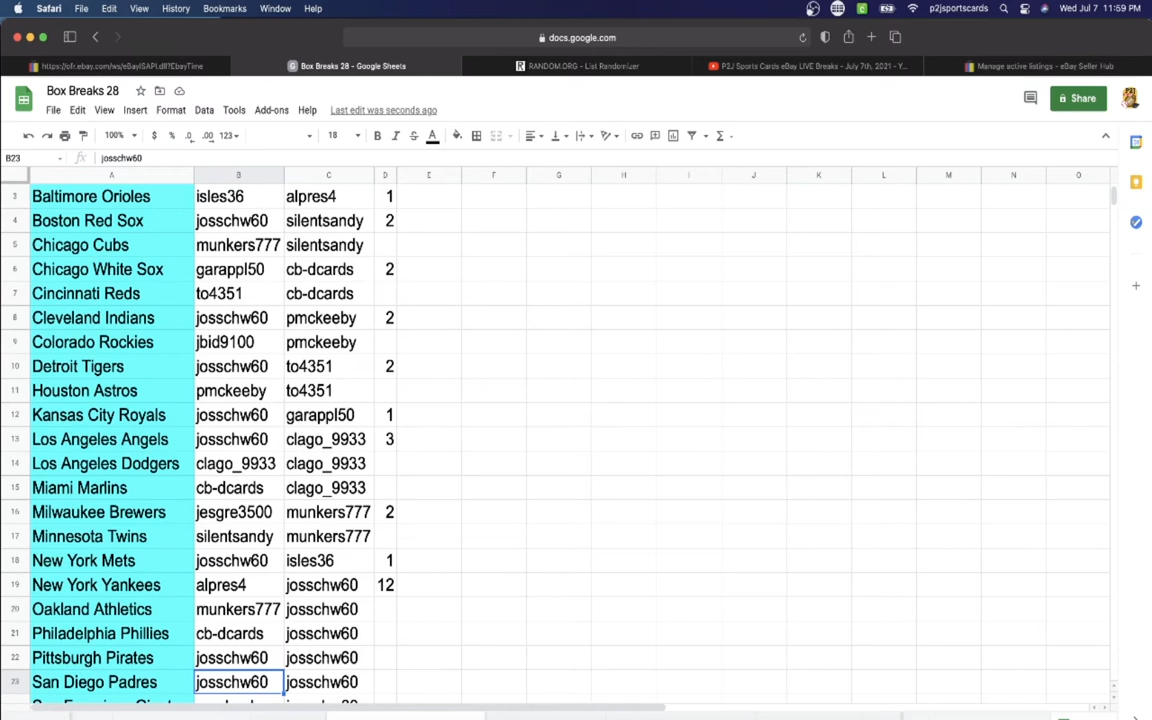 Safari File Edit View History Bookmarks Window Help p2jsportscards Wed Jul 7 11:59 PM
docs.google.com
https://ofr.ebay.com/ws/eBayISAPI.dll?EbayTime Box Breaks 28 - Google Sheets RANDOM.ORG - List Randomizer P2J Sports Cards eBay LIVE Breaks - July 7th, 2021 - Y... Manage active listings - eBay Seller Hub
Box Breaks 28
File Edit View Insert Format Data Tools Add-ons Help Last edit was seconds ago Share
100% $ % .0 .00 123 18 B I S A
B23 fx josschw60
A B C D E F G H I J K L M N O
3 Baltimore Orioles isles36 alpres4 1
4 Boston Red Sox josschw60 silentsandy 2
5 Chicago Cubs munkers777 silentsandy
6 Chicago White Sox garappl50 cb-dcards 2
7 Cincinnati Reds to4351 cb-dcards
8 Cleveland Indians josschw60 pmckeeby 2
9 Colorado Rockies jbid9100 pmckeeby
10 Detroit Tigers josschw60 to4351 2
11 Houston Astros pmckeeby to4351
12 Kansas City Royals josschw60 garappl50 1
13 Los Angeles Angels josschw60 clago_9933 3
14 Los Angeles Dodgers clago_9933 clago_9933
15 Miami Marlins cb-dcards clago_9933
16 Milwaukee Brewers jesgre3500 munkers777 2
17 Minnesota Twins silentsandy munkers777
18 New York Mets josschw60 isles36 1
19 New York Yankees alpres4 josschw60 12
20 Oakland Athletics munkers777 josschw60
21 Philadelphia Phillies cb-dcards josschw60
22 Pittsburgh Pirates josschw60 josschw60
23 San Diego Padres josschw60 josschw60